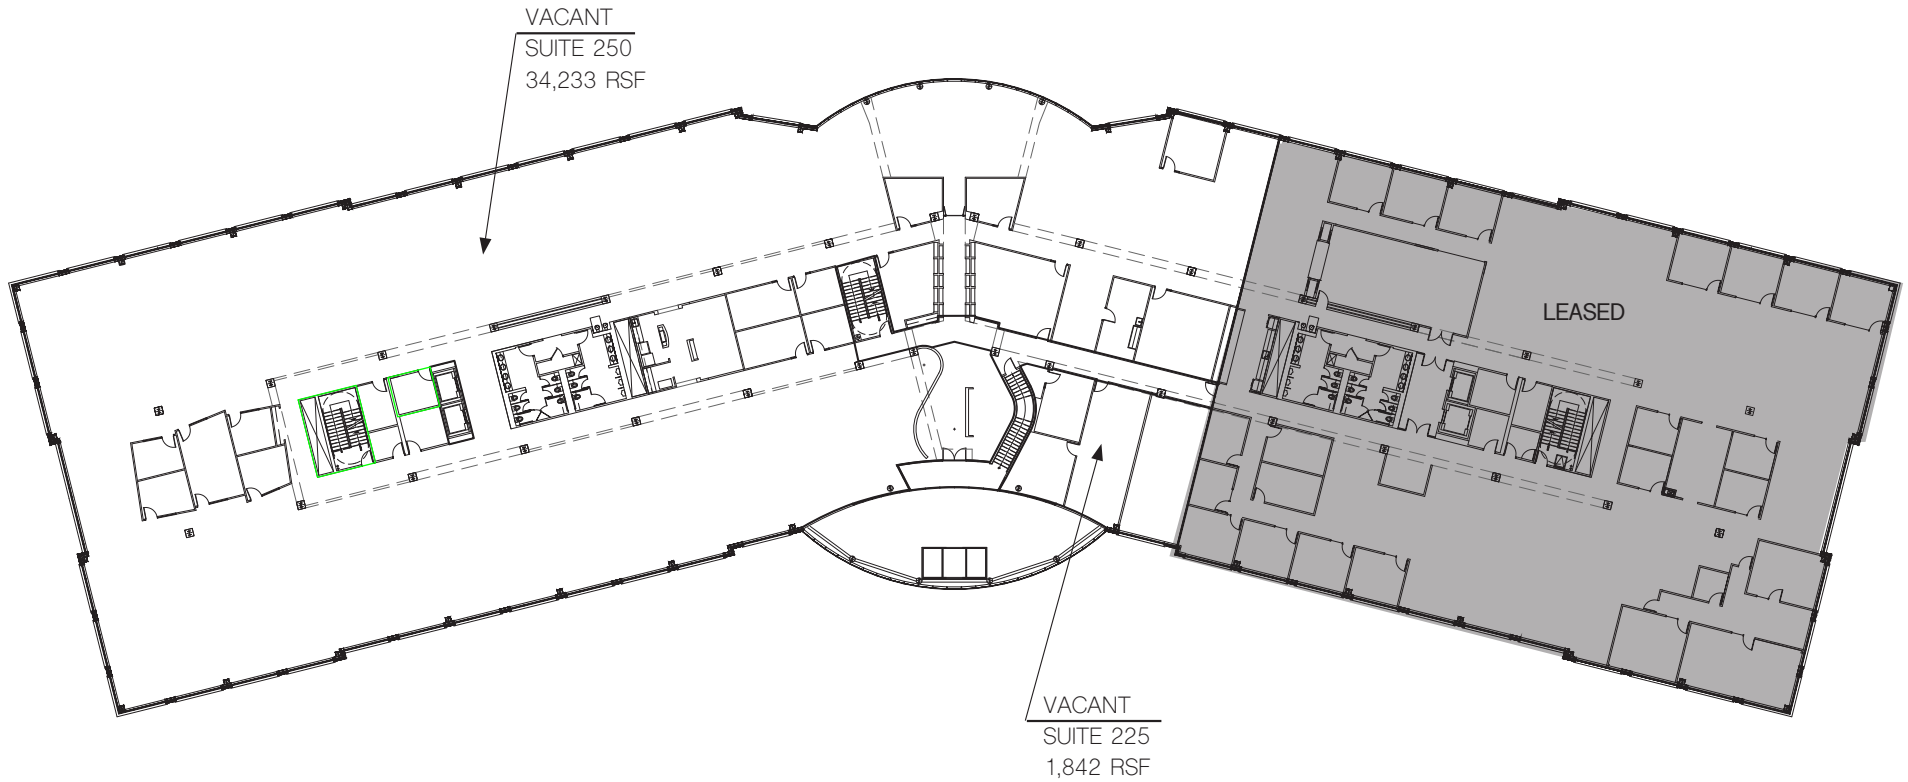 VACANT
SUITE 250
34,233 RSF
LEASED
VACANT
SUITE 225
1,842 RSF